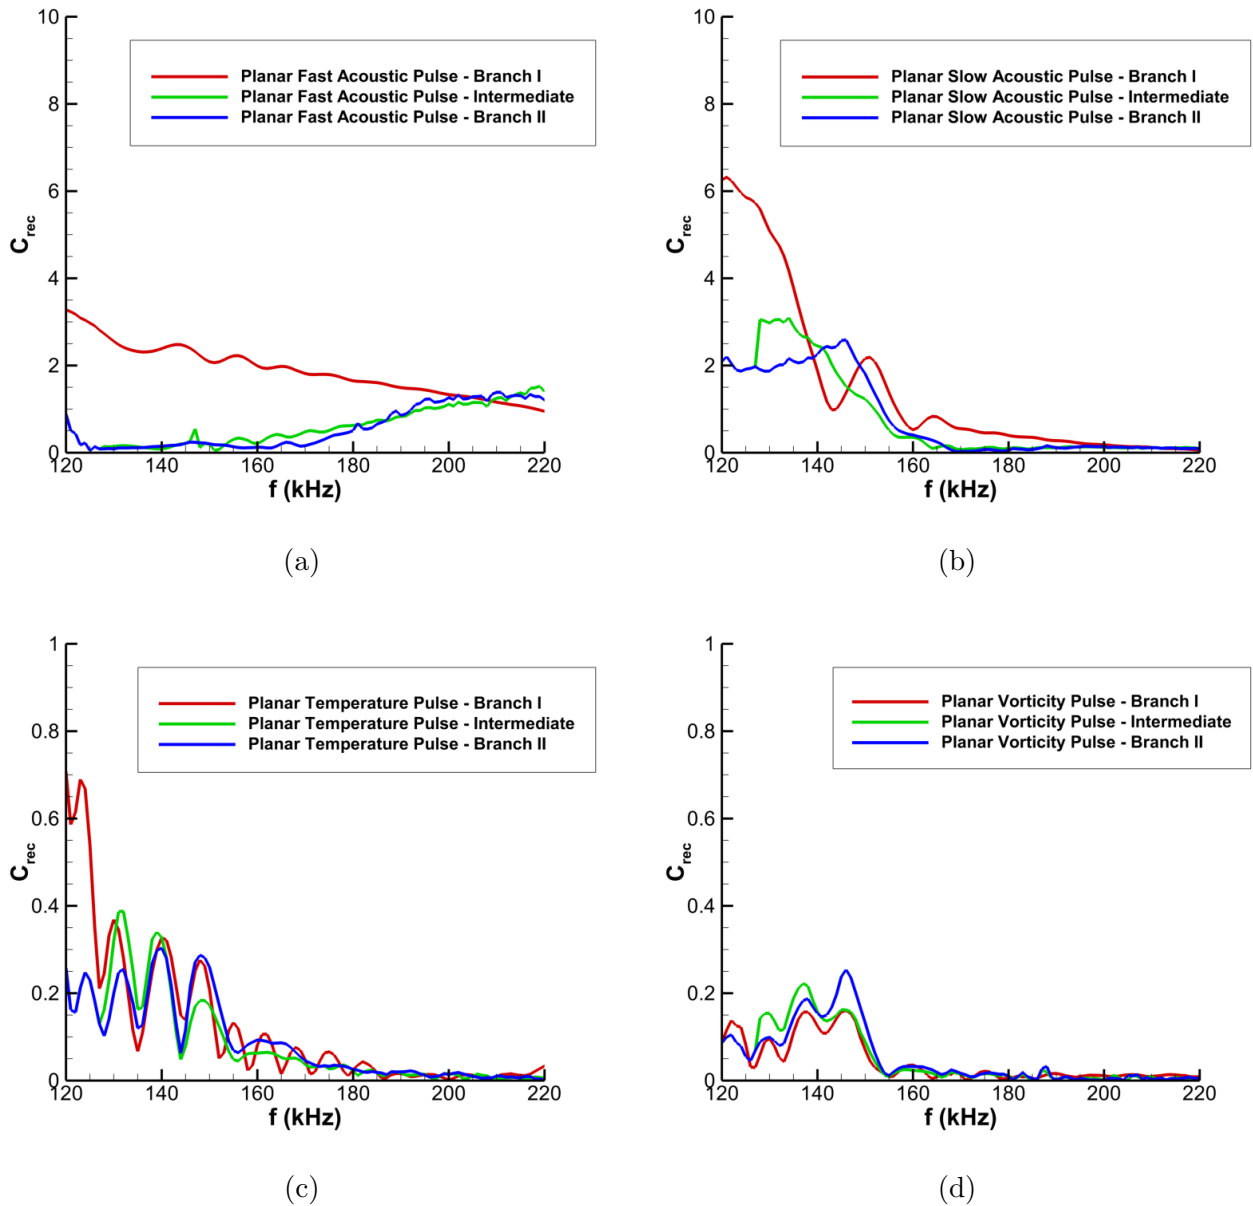 10
8
6
4
2
0
C_rec
Planar Fast Acoustic Pulse - Branch I
Planar Fast Acoustic Pulse - Intermediate
Planar Fast Acoustic Pulse - Branch II
120 140 160 180 200 220
f (kHz)
(a)
10
8
6
4
2
0
C_rec
Planar Slow Acoustic Pulse - Branch I
Planar Slow Acoustic Pulse - Intermediate
Planar Slow Acoustic Pulse - Branch II
120 140 160 180 200 220
f (kHz)
(b)
1
0.8
0.6
0.4
0.2
0
C_rec
Planar Temperature Pulse - Branch I
Planar Temperature Pulse - Intermediate
Planar Temperature Pulse - Branch II
120 140 160 180 200 220
f (kHz)
(c)
1
0.8
0.6
0.4
0.2
0
C_rec
Planar Vorticity Pulse - Branch I
Planar Vorticity Pulse - Intermediate
Planar Vorticity Pulse - Branch II
120 140 160 180 200 220
f (kHz)
(d)